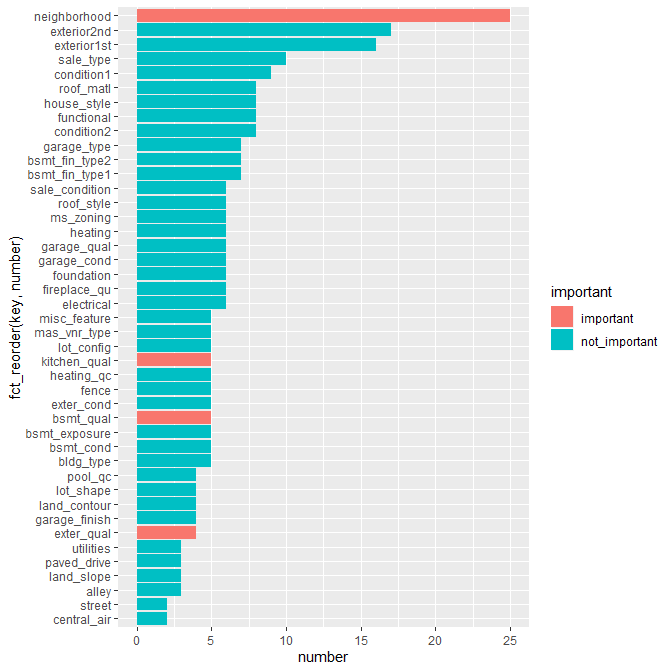 neighborhood
exterior2nd
exterior1st
sale_type
condition1
roof_matl
house_style
functional
condition2
garage_type
bsmt_fin_type2
bsmt_fin_type1
sale_condition
roof_style
ms_zoning
heating
garage_qual
garage_cond
foundation
fireplace_qu
electrical
misc_feature
mas_vnr_type
lot_config
kitchen_qual
heating_qc
fence
exter_cond
bsmt_qual
bsmt_exposure
bsmt_cond
bldg_type
pool_qc
lot_shape
land_contour
garage_finish
exter_qual
utilities
paved_drive
land_slope
alley
street
central_air
fct_reorder(key, number)
0 5 10 15 20 25
number
important
important
not_important